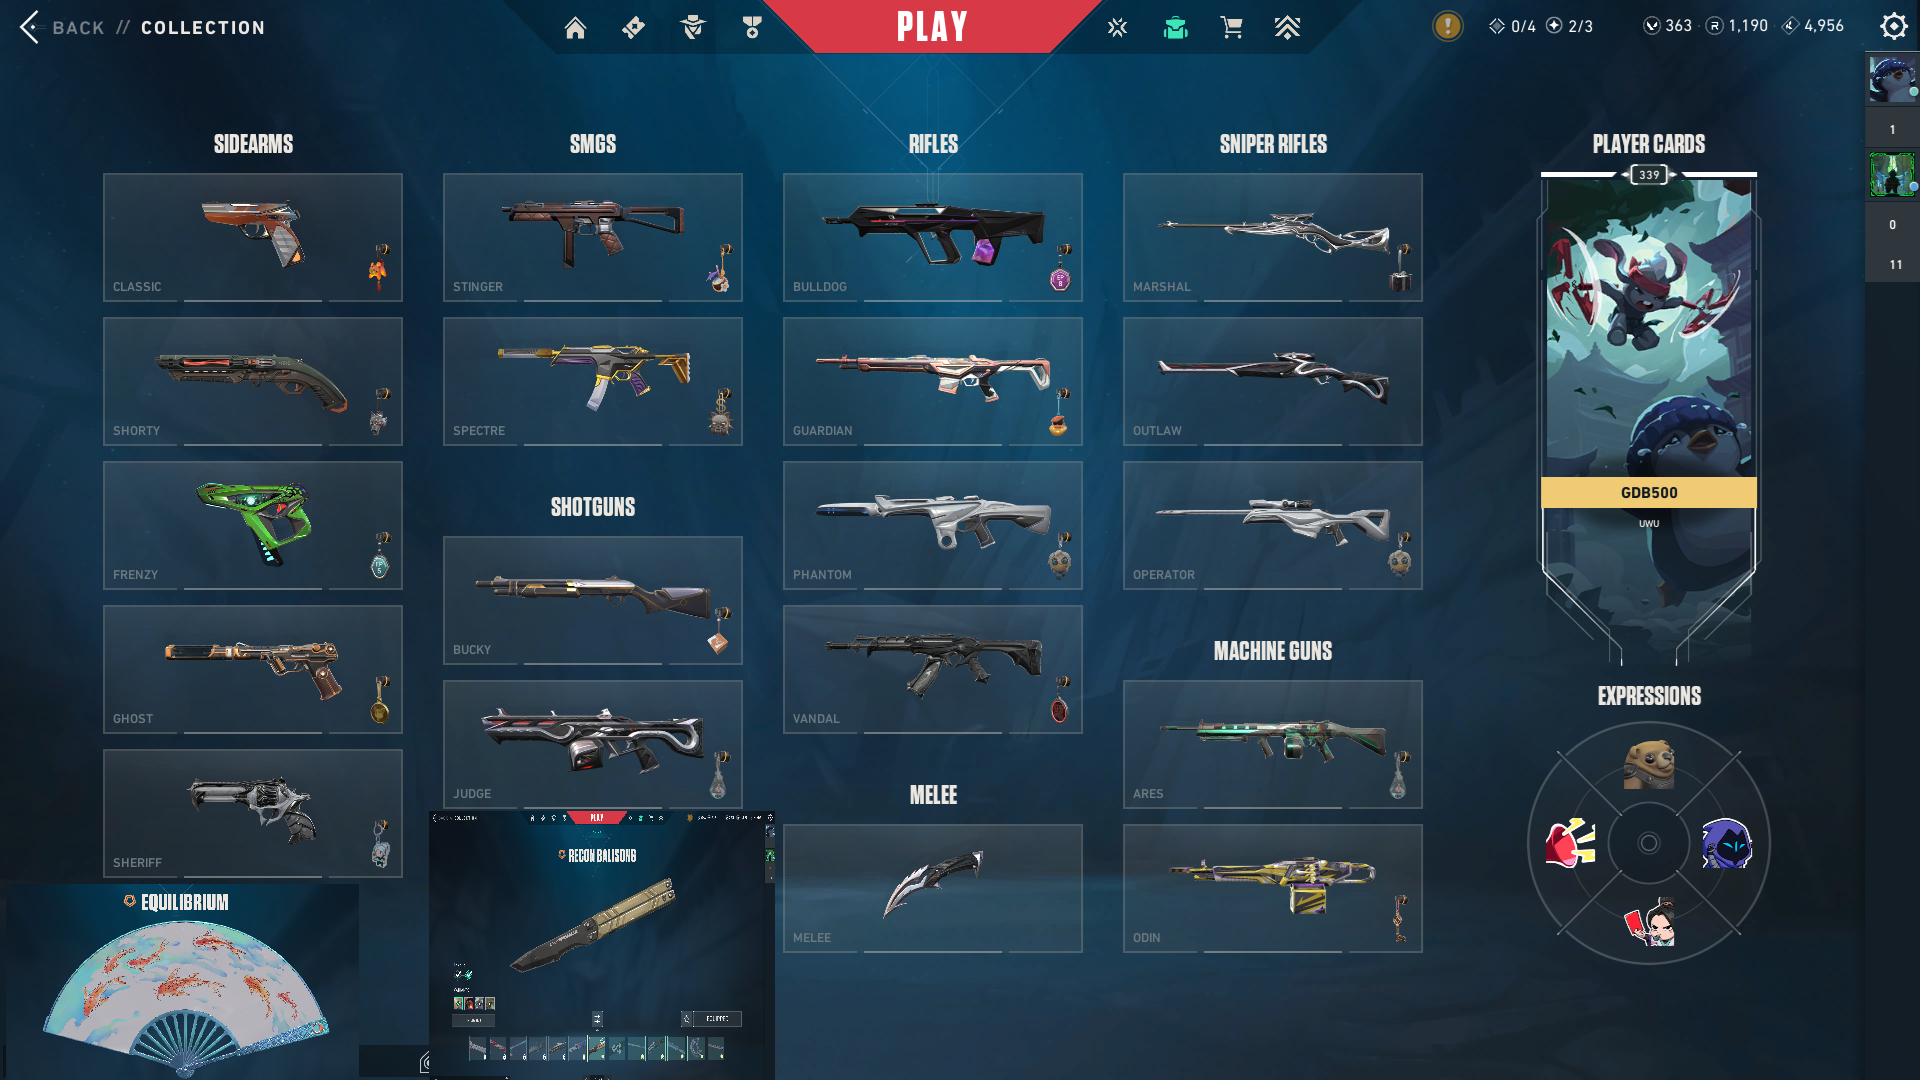 BACK // COLLECTION
PLAY
0/4 2/3
363 1,190 4,956
SIDEARMS
SMGS
RIFLES
SNIPER RIFLES
PLAYER CARDS
339
CLASSIC
STINGER
BULLDOG
MARSHAL
SHORTY
SPECTRE
GUARDIAN
OUTLAW
FRENZY
SHOTGUNS
PHANTOM
OPERATOR
GDB500
UWU
GHOST
BUCKY
VANDAL
MACHINE GUNS
EXPRESSIONS
SHERIFF
JUDGE
MELEE
ARES
MELEE
ODIN
EQUILIBRIUM
PLAY
RECON BALISONG
EQUIPPED
1
0
11